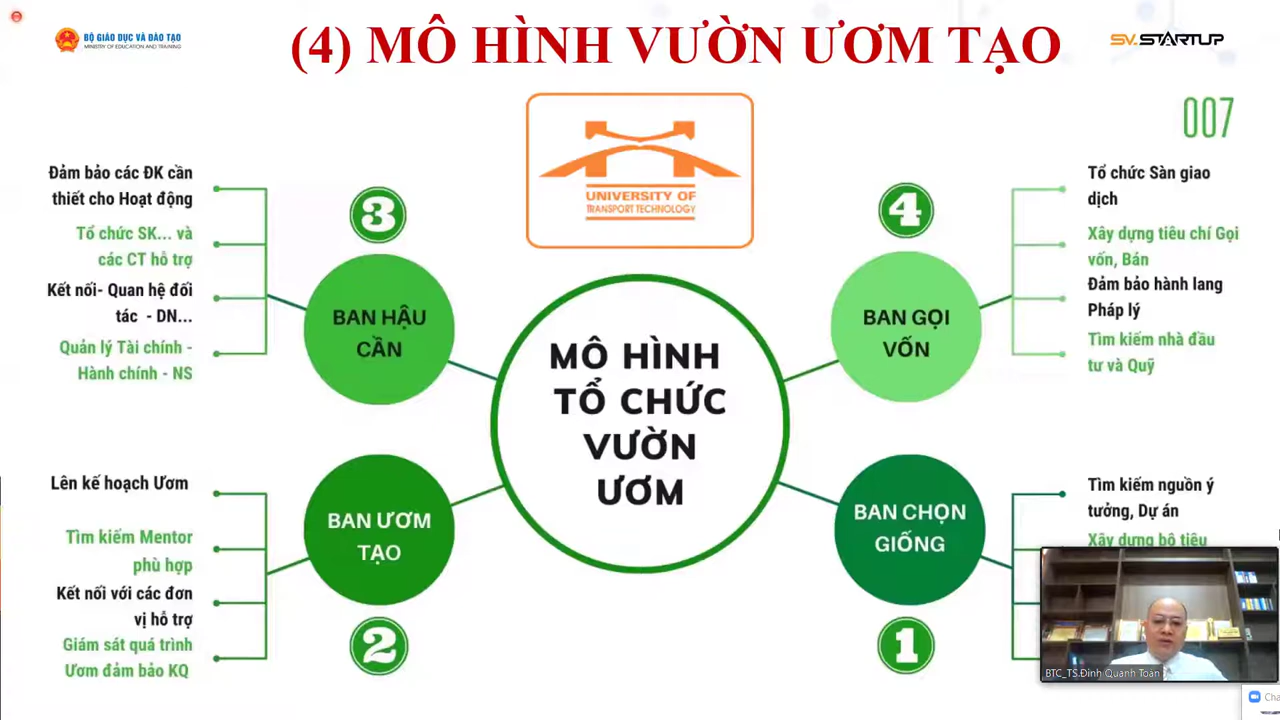 BỘ GIÁO DỤC VÀ ĐÀO TẠO
MINISTRY OF EDUCATION AND TRAINING
(4) MÔ HÌNH VƯỜN ƯƠM TẠO
SV.STARTUP
007
UNIVERSITY OF
TRANSPORT TECHNOLOGY
Đảm bảo các ĐK cần
thiết cho Hoạt động
Tổ chức SK... và
các CT hỗ trợ
Kết nối- Quan hệ đối
tác - DN...
Quản lý Tài chính -
Hành chính - NS
3
BAN HẬU
CẦN
4
BAN GỌI
VỐN
Tổ chức Sàn giao
dịch
Xây dựng tiêu chí Gọi
vốn, Bán
Đảm bảo hành lang
Pháp lý
Tìm kiếm nhà đầu
tư và Quỹ
MÔ HÌNH
TỔ CHỨC
VƯỜN
ƯƠM
Lên kế hoạch Ươm
Tìm kiếm Mentor
phù hợp
Kết nối với các đơn
vị hỗ trợ
Giám sát quá trình
Ươm đảm bảo KQ
BAN ƯƠM
TẠO
2
BAN CHỌN
GIỐNG
1
Tìm kiếm nguồn ý
tưởng, Dự án
Xây dựng bộ tiêu
BTC_TS.Đinh Quang Toàn
Cha